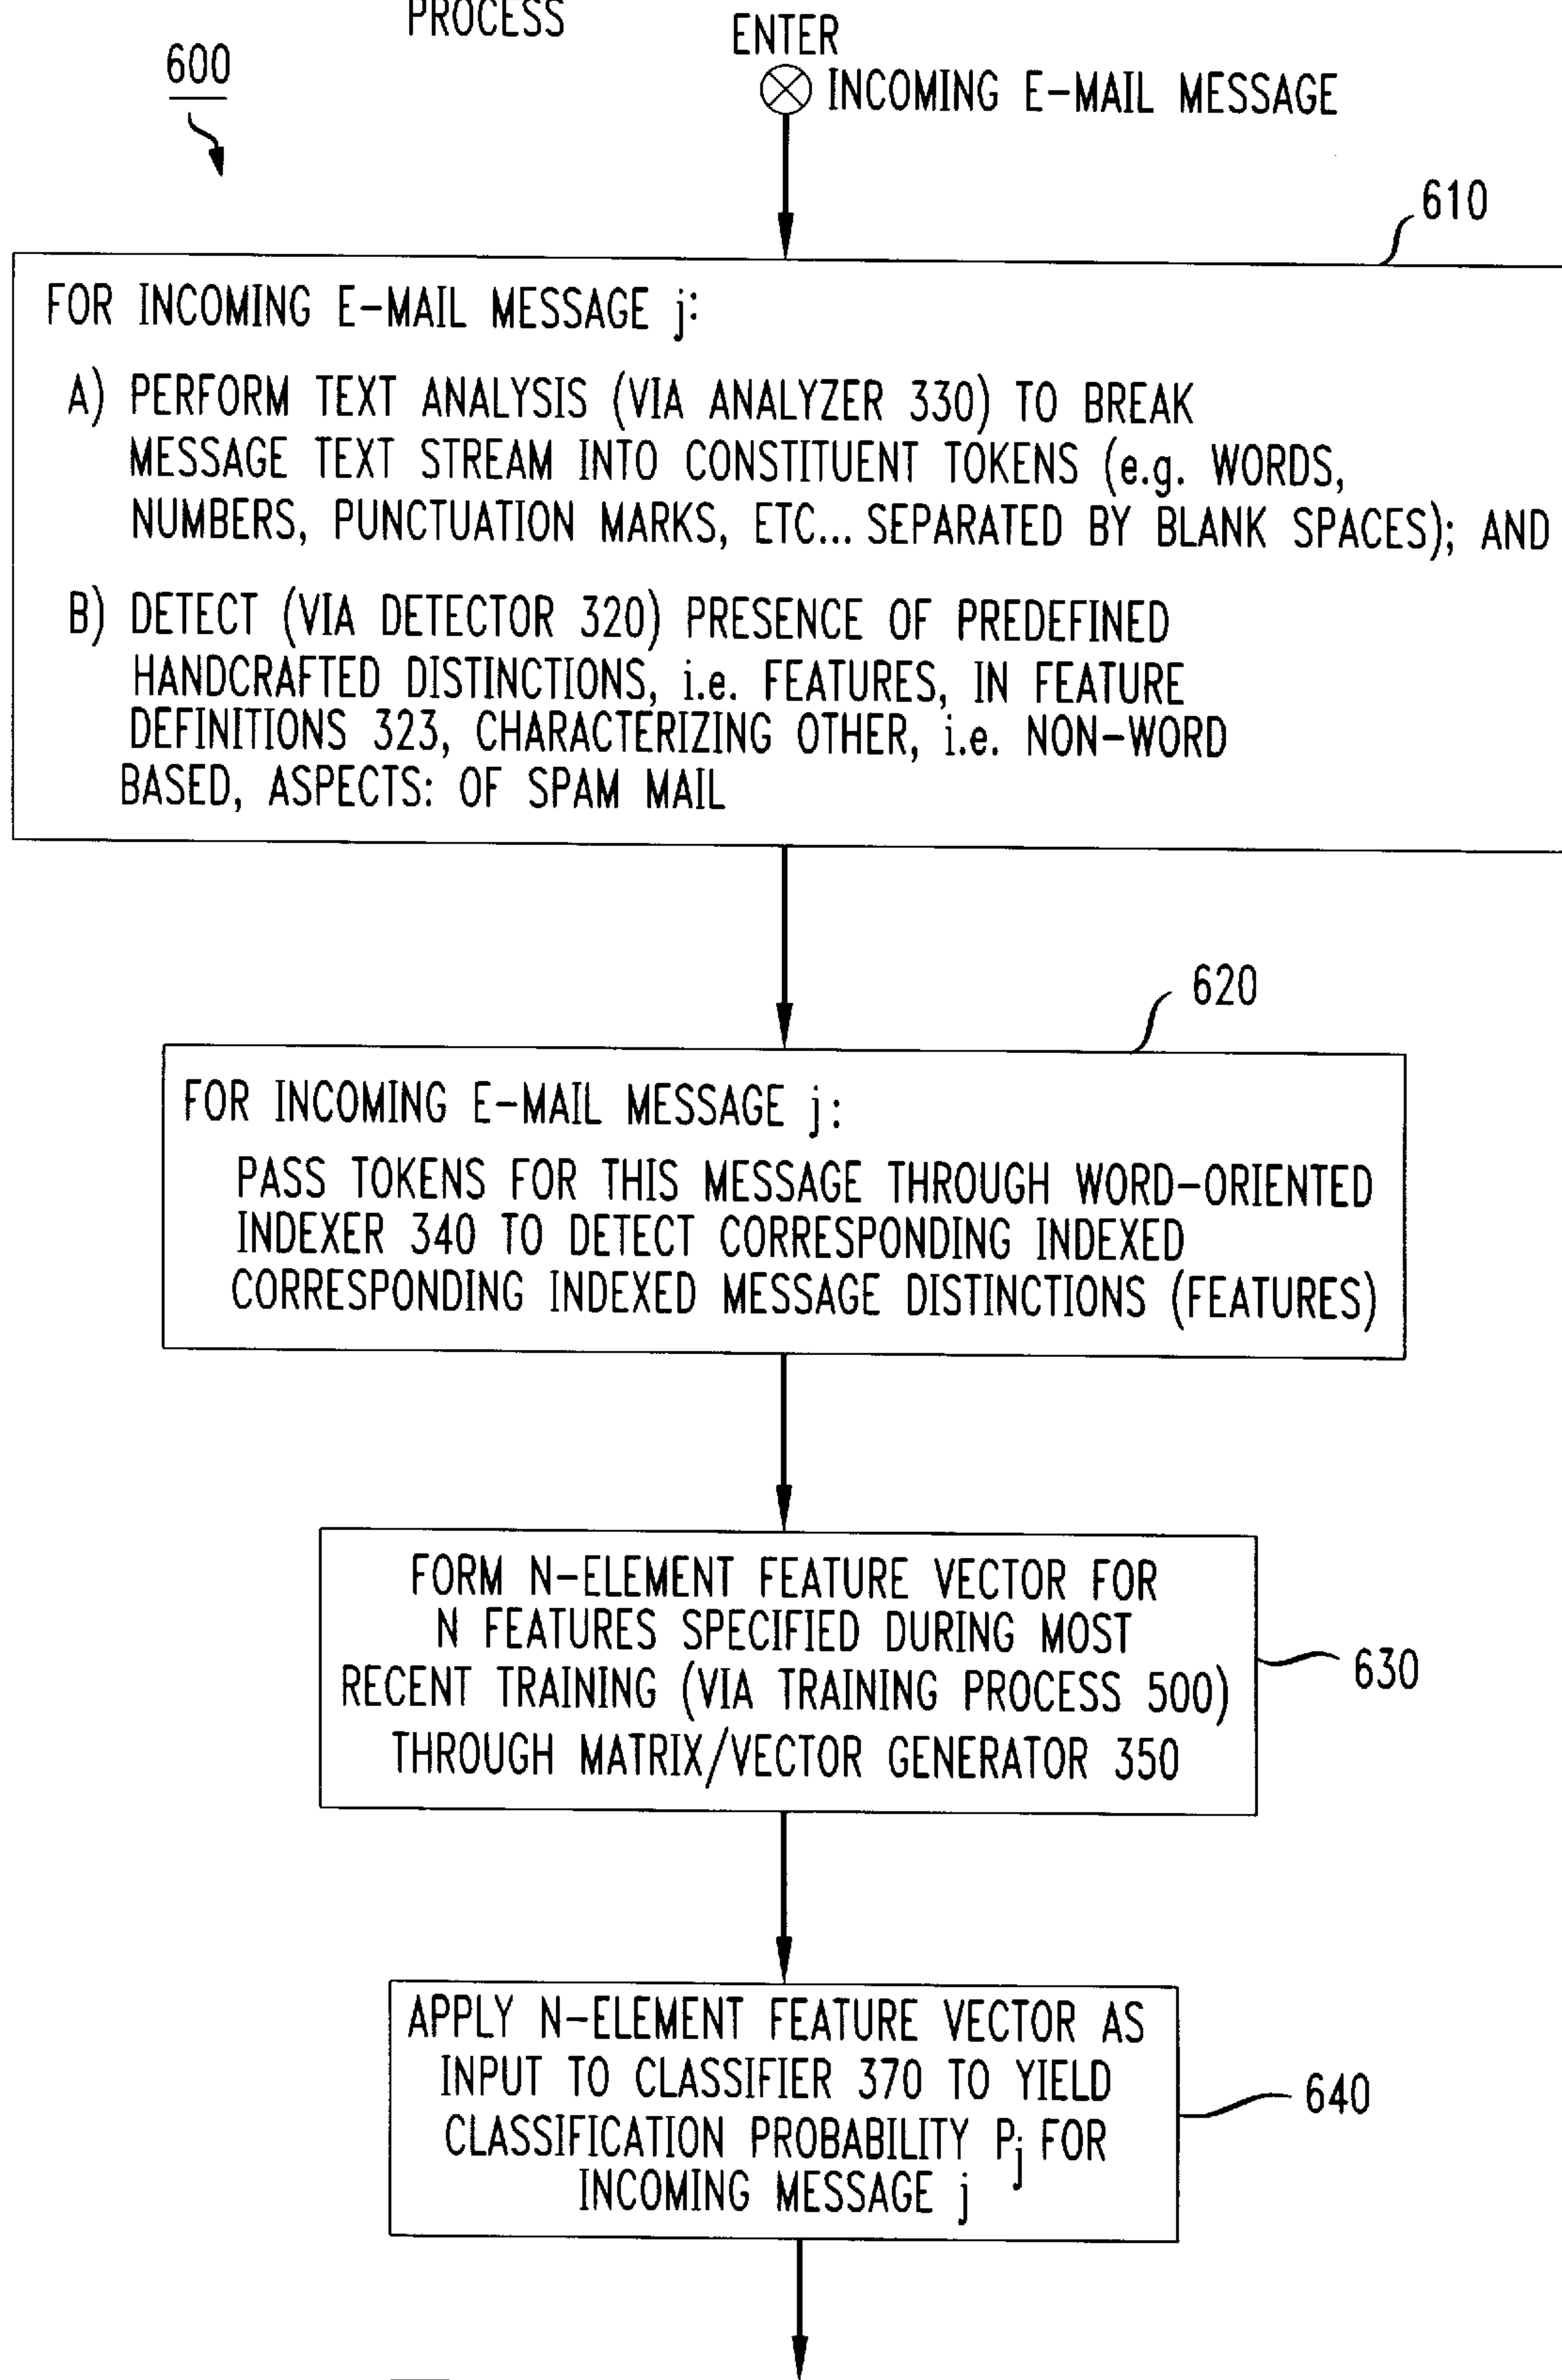 PROCESS
600
ENTER
INCOMING E-MAIL MESSAGE
610
FOR INCOMING E-MAIL MESSAGE j:
A) PERFORM TEXT ANALYSIS (VIA ANALYZER 330) TO BREAK
MESSAGE TEXT STREAM INTO CONSTITUENT TOKENS (e.g. WORDS,
NUMBERS, PUNCTUATION MARKS, ETC... SEPARATED BY BLANK SPACES); AND
B) DETECT (VIA DETECTOR 320) PRESENCE OF PREDEFINED
HANDCRAFTED DISTINCTIONS, i.e. FEATURES, IN FEATURE
DEFINITIONS 323, CHARACTERIZING OTHER, i.e. NON-WORD
BASED, ASPECTS: OF SPAM MAIL
620
FOR INCOMING E-MAIL MESSAGE j:
PASS TOKENS FOR THIS MESSAGE THROUGH WORD-ORIENTED
INDEXER 340 TO DETECT CORRESPONDING INDEXED
CORRESPONDING INDEXED MESSAGE DISTINCTIONS (FEATURES)
FORM N-ELEMENT FEATURE VECTOR FOR
N FEATURES SPECIFIED DURING MOST
RECENT TRAINING (VIA TRAINING PROCESS 500)
THROUGH MATRIX/VECTOR GENERATOR 350
630
APPLY N-ELEMENT FEATURE VECTOR AS
INPUT TO CLASSIFIER 370 TO YIELD
CLASSIFICATION PROBABILITY Pj FOR
INCOMING MESSAGE j
640